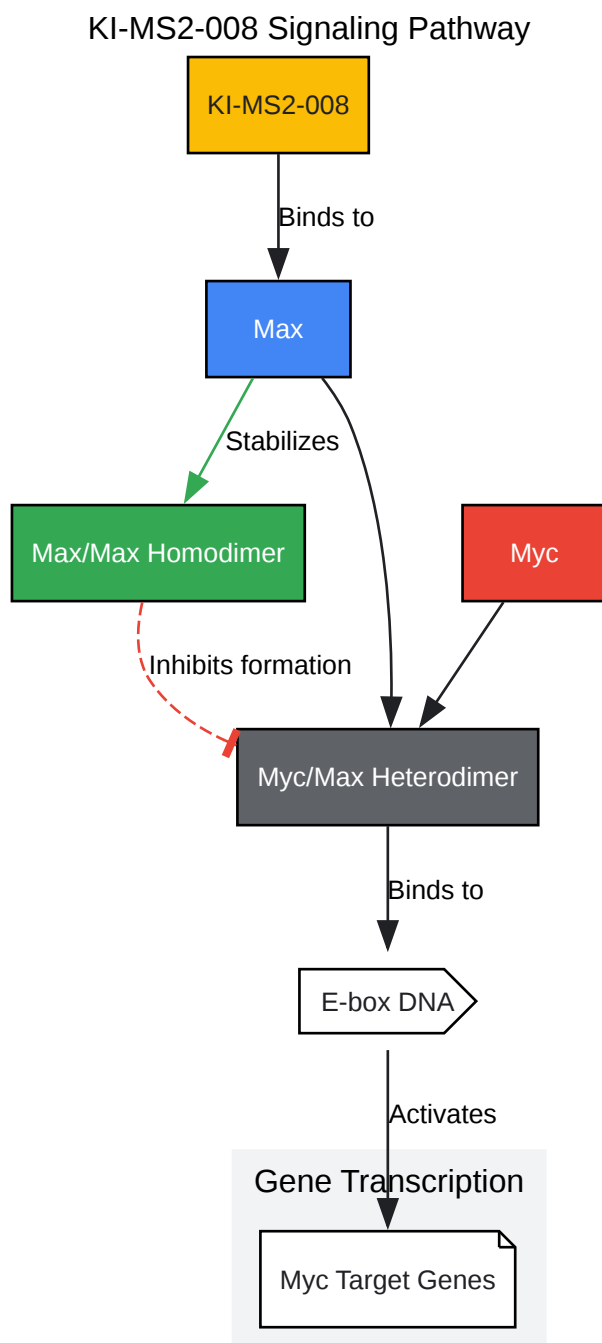 KI-MS2-008 Signaling Pathway
KI-MS2-008
Binds to
Max
Stabilizes
Max/Max Homodimer
Myc
Inhibits formation
Myc/Max Heterodimer
Binds to
E-box DNA
Activates
Gene Transcription
Myc Target Genes